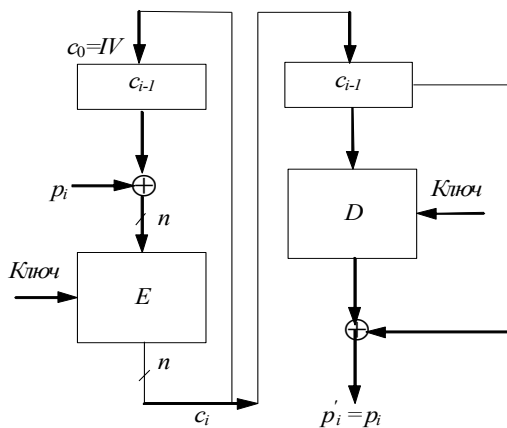 c₀=IV
cᵢ₋₁
cᵢ₋₁
pᵢ
n
Ключ
D
Ключ
E
n
cᵢ
p'ᵢ = pᵢ